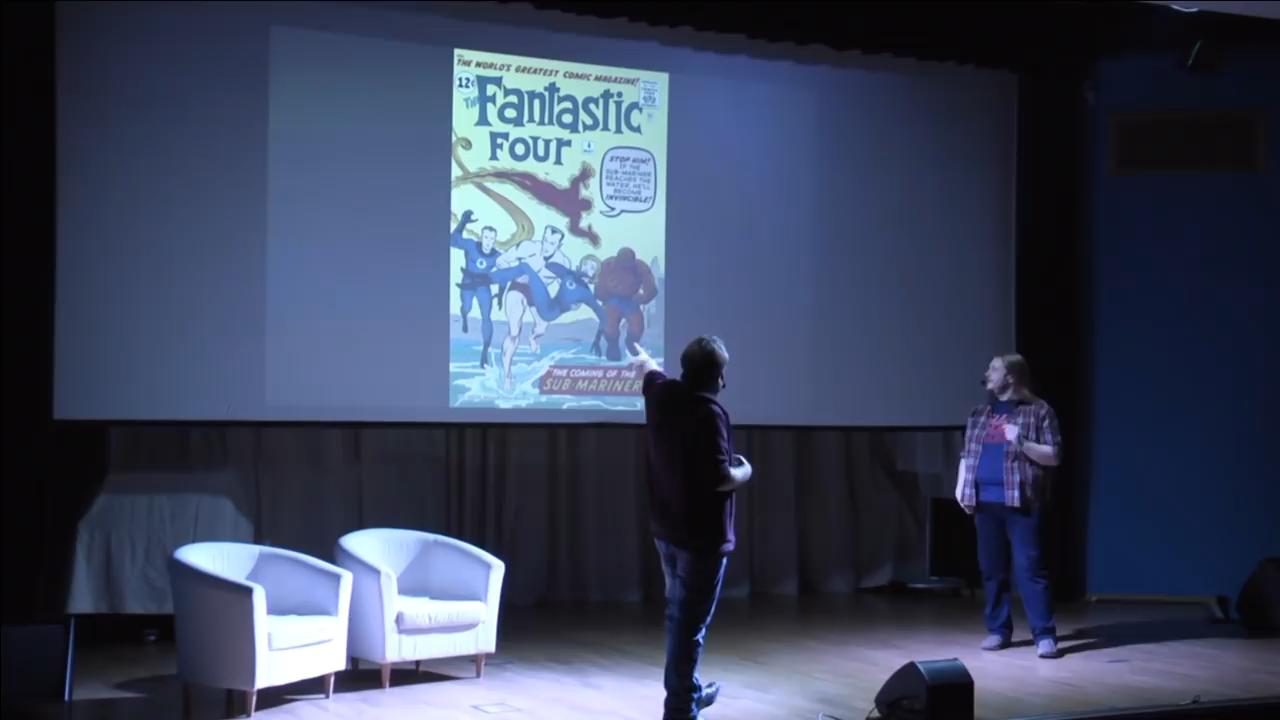 THE WORLD'S GREATEST COMIC MAGAZINE!
12¢
THE
FANTASTIC
FOUR
4
STOP HIM!
IF THE
SUB-MARINER
REACHES THE
WATER, HE'LL
BECOME
INVINCIBLE!
"THE COMING OF THE
SUB-MARINER